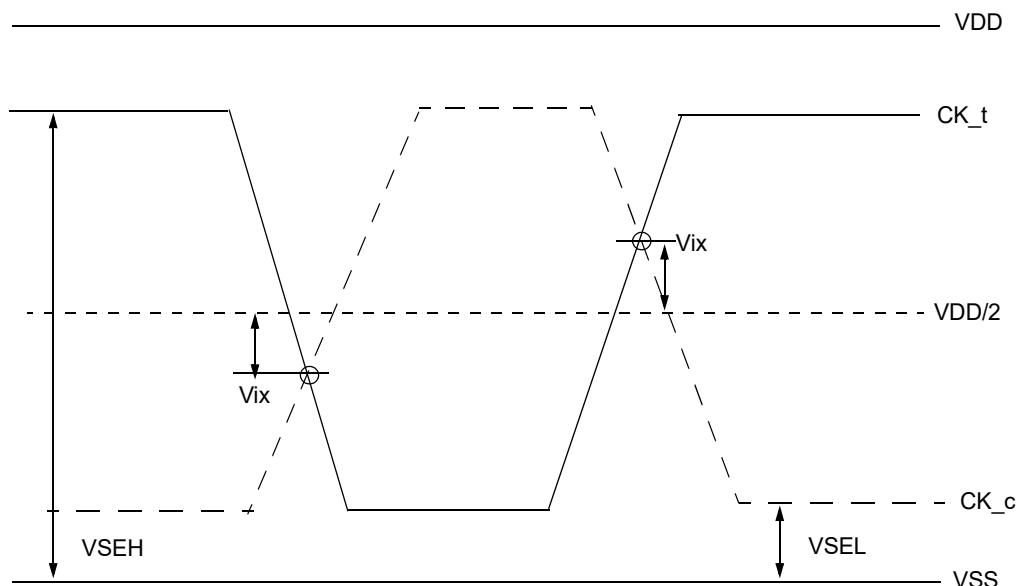 VDD
CK_t
Vix
VDD/2
Vix
CK_c
VSEH
VSEL
VSS